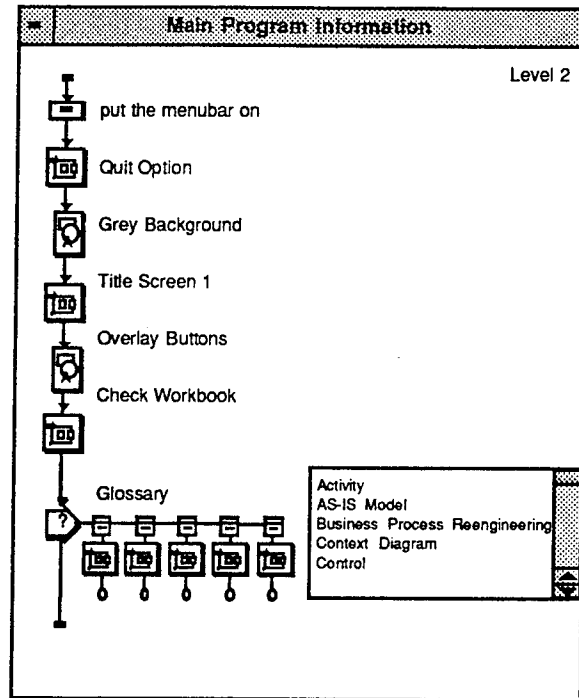 Main Program Information
Level 2
put the menubar on
Quit Option
Grey Background
Title Screen 1
Overlay Buttons
Check Workbook
Glossary
?
Activity
AS-IS Model
Business Process Reengineering
Context Diagram
Control